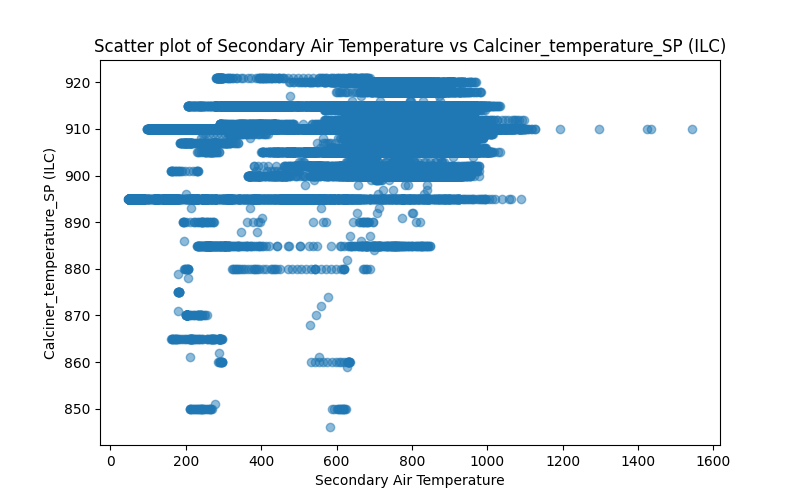 Scatter plot of Secondary Air Temperature vs Calciner_temperature_SP (ILC)
Calciner_temperature_SP (ILC)
920
910
900
890
880
870
860
850
0 200 400 600 800 1000 1200 1400 1600
Secondary Air Temperature